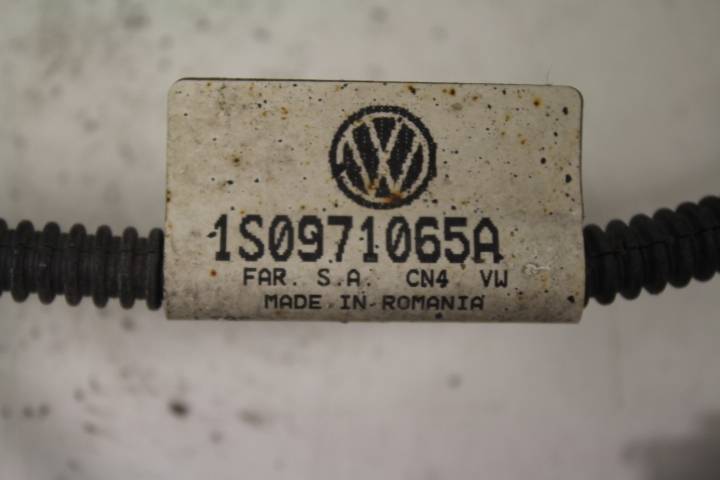 VW
1S0971065A
FAR. S.A. CN4 VW
MADE IN ROMANIA